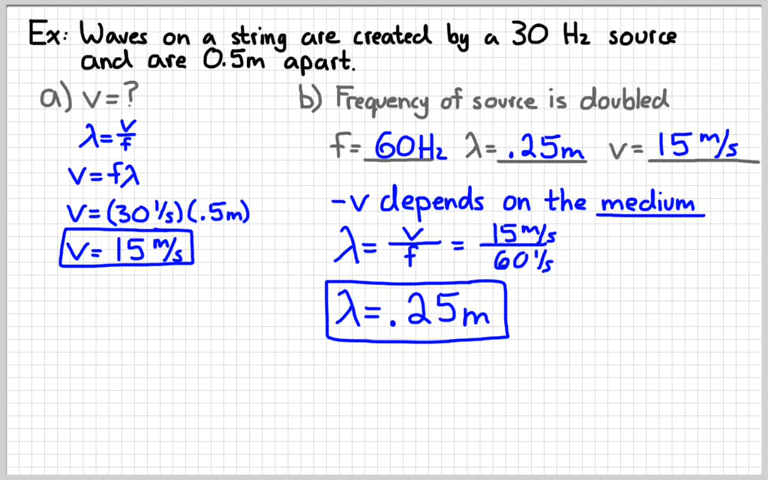 Ex: Waves on a string are created by a 30 Hz source
and are 0.5m apart.
a) v=?
λ=v/f
v=fλ
v=(30 1/s)(.5m)
v= 15 m/s
b) Frequency of source is doubled
f= 60Hz λ= .25m v= 15 m/s
-v depends on the medium
λ= v/f = 15 m/s / 60 1/s
λ=.25m